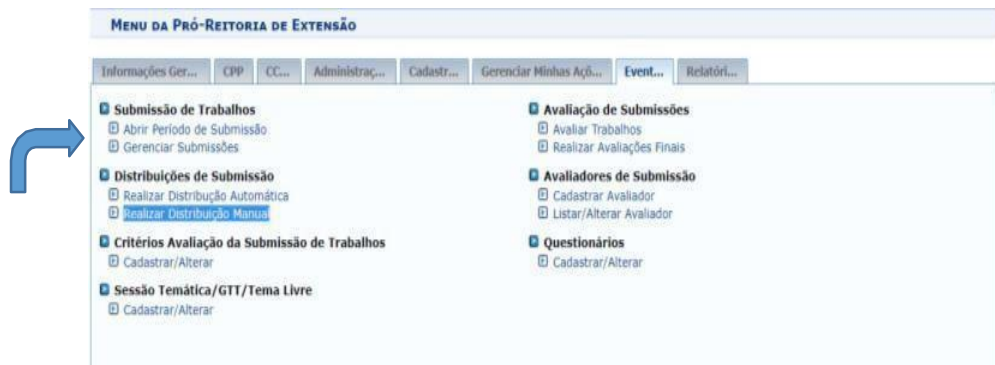 MENU DA PRÓ-REITORIA DE EXTENSÃO
Informações Ger...
CPP
CC...
Administraç...
Cadastr...
Gerenciar Minhas Açõ...
Event...
Relatóri...
Submissão de Trabalhos
Abrir Período de Submissão
Gerenciar Submissões
Distribuições de Submissão
Realizar Distribução Automática
Realizar Distribuição Manual
Critérios Avaliação da Submissão de Trabalhos
Cadastrar/Alterar
Sessão Temática/GTT/Tema Livre
Cadastrar/Alterar
Avaliação de Submissões
Avaliar Trabalhos
Realizar Avaliações Finais
Avaliadores de Submissão
Cadastrar Avaliador
Listar/Alterar Avaliador
Questionários
Cadastrar/Alterar